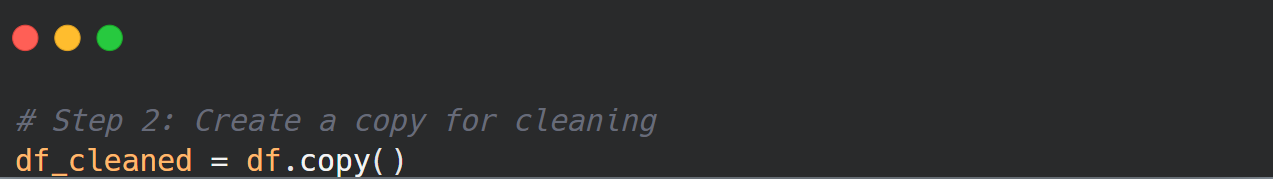 # Step 2: Create a copy for cleaning
df_cleaned = df.copy()